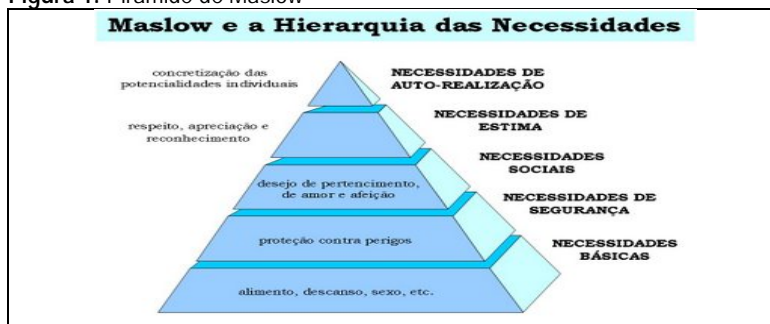 Figura 1: Pirâmide de Maslow
Maslow e a Hierarquia das Necessidades
concretização das
potencialidades individuais
NECESSIDADES DE
AUTO-REALIZAÇÃO
respeito, apreciação e
reconhecimento
NECESSIDADES DE
ESTIMA
NECESSIDADES
SOCIAIS
desejo de pertencimento,
de amor e afeição
NECESSIDADES DE
SEGURANÇA
proteção contra perigos
NECESSIDADES
BÁSICAS
alimento, descanso, sexo, etc.